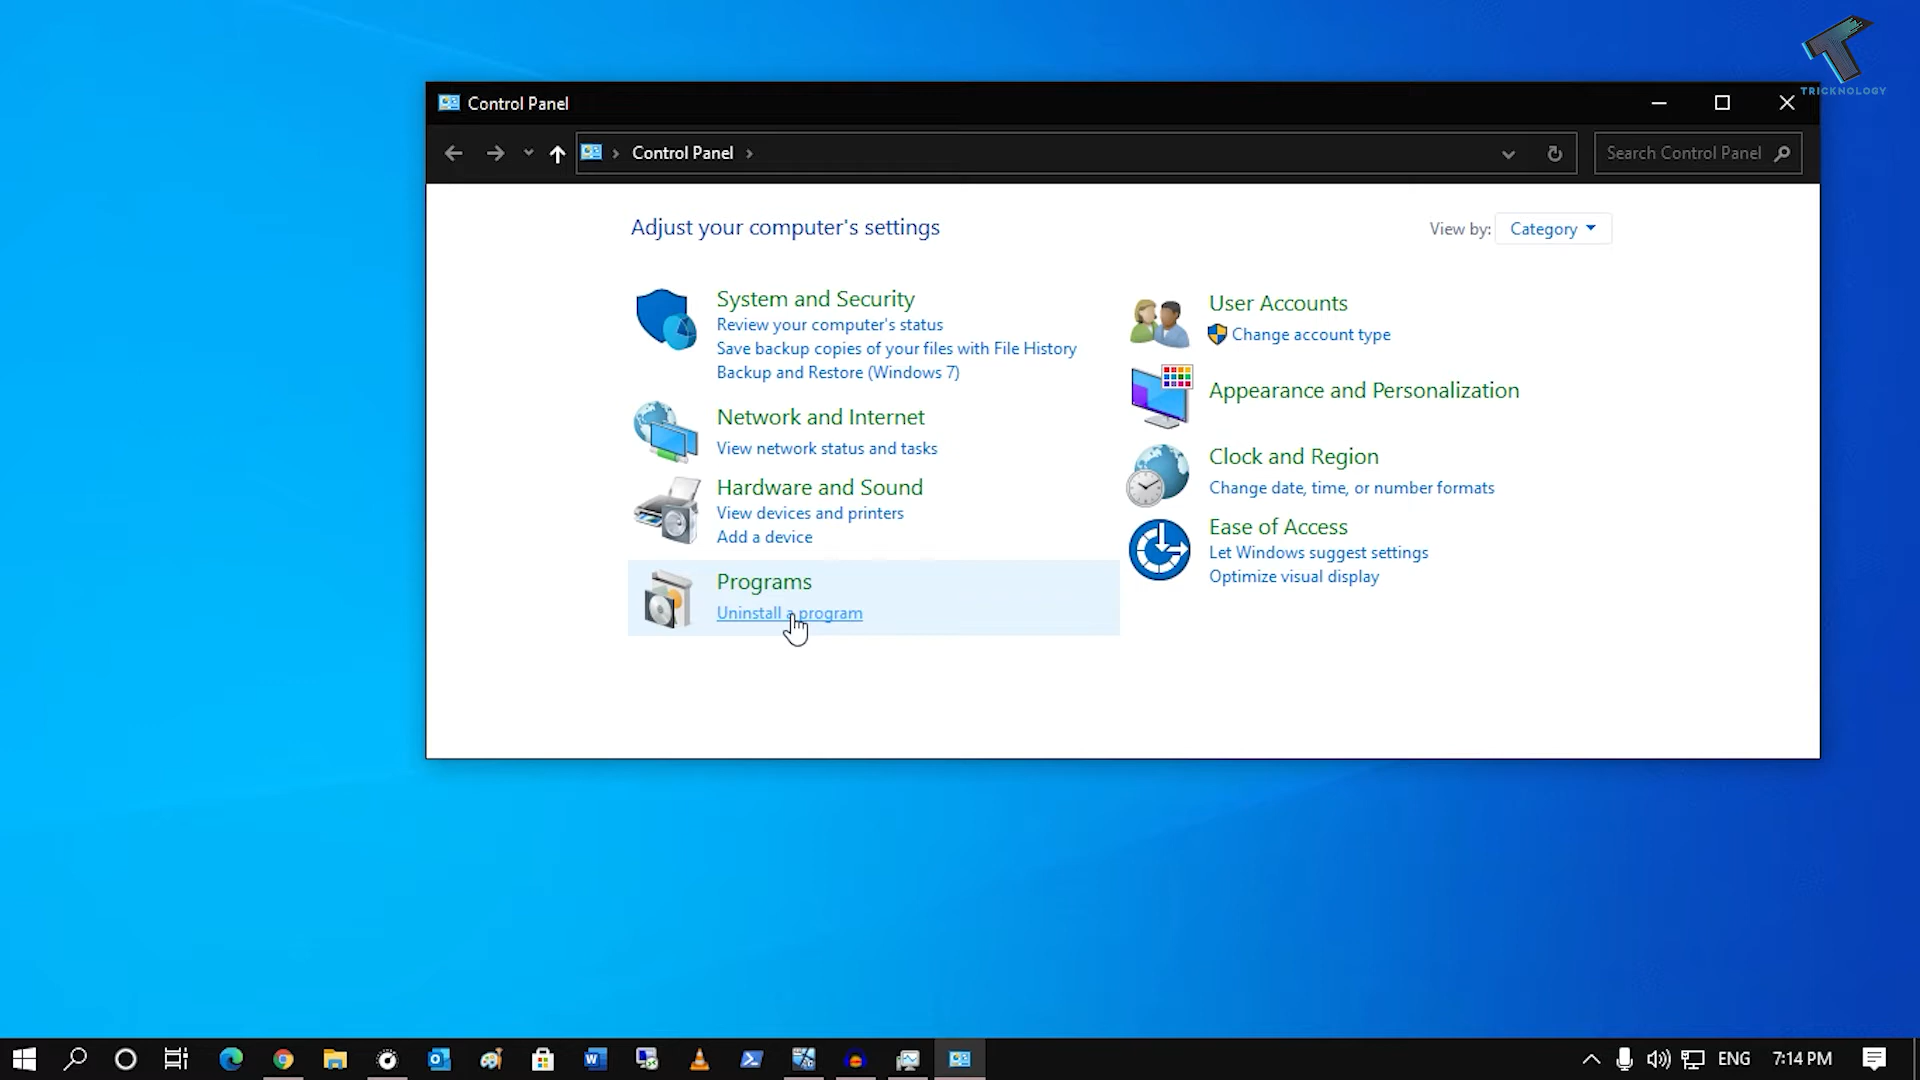 TRICKNOLOGY
Control Panel
Control Panel
Search Control Panel
Adjust your computer's settings
View by: Category
System and Security
Review your computer's status
Save backup copies of your files with File History
Backup and Restore (Windows 7)
Network and Internet
View network status and tasks
Hardware and Sound
View devices and printers
Add a device
Programs
Uninstall a program
User Accounts
Change account type
Appearance and Personalization
Clock and Region
Change date, time, or number formats
Ease of Access
Let Windows suggest settings
Optimize visual display
ENG 7:14 PM